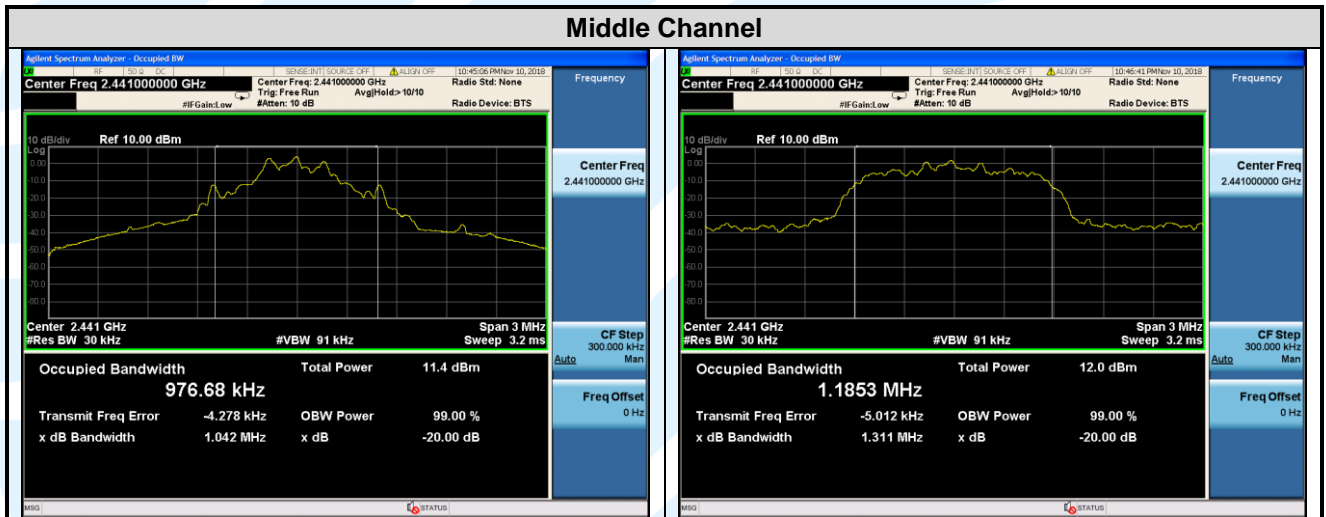 Middle Channel
Agilent Spectrum Analyzer - Occupied BW
RF 50 Ω DC SENSE:INT SOURCE OFF ALIGN OFF 10:45:06 PMNov 10, 2018
Center Freq 2.441000000 GHz Center Freq: 2.441000000 GHz Radio Std: None Frequency
Trig: Free Run Avg|Hold:> 10/10
#IFGain:Low #Atten: 10 dB Radio Device: BTS
10 dB/div Ref 10.00 dBm
Log
0.00
-10.0
-20.0
-30.0
-40.0
-50.0
-60.0
-70.0
-80.0
Center 2.441 GHz Span 3 MHz
#Res BW 30 kHz #VBW 91 kHz Sweep 3.2 ms
Occupied Bandwidth Total Power 11.4 dBm
976.68 kHz
Transmit Freq Error -4.278 kHz OBW Power 99.00 %
x dB Bandwidth 1.042 MHz x dB -20.00 dB
Center Freq
2.441000000 GHz
CF Step
300.000 kHz
Auto Man
Freq Offset
0 Hz
MSG STATUS
Agilent Spectrum Analyzer - Occupied BW
RF 50 Ω DC SENSE:INT SOURCE OFF ALIGN OFF 10:46:41 PMNov 10, 2018
Center Freq 2.441000000 GHz Center Freq: 2.441000000 GHz Radio Std: None Frequency
Trig: Free Run Avg|Hold:> 10/10
#IFGain:Low #Atten: 10 dB Radio Device: BTS
10 dB/div Ref 10.00 dBm
Log
0.00
-10.0
-20.0
-30.0
-40.0
-50.0
-60.0
-70.0
-80.0
Center 2.441 GHz Span 3 MHz
#Res BW 30 kHz #VBW 91 kHz Sweep 3.2 ms
Occupied Bandwidth Total Power 12.0 dBm
1.1853 MHz
Transmit Freq Error -5.012 kHz OBW Power 99.00 %
x dB Bandwidth 1.311 MHz x dB -20.00 dB
Center Freq
2.441000000 GHz
CF Step
300.000 kHz
Auto Man
Freq Offset
0 Hz
MSG STATUS